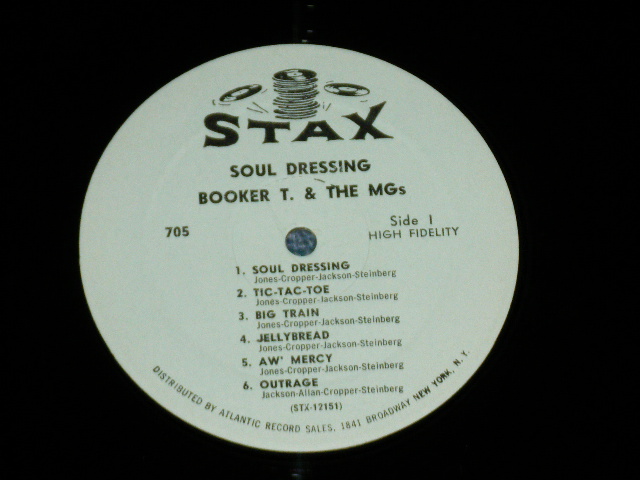 STAX
SOUL DRESSING
BOOKER T. & THE MGs
705
Side 1
HIGH FIDELITY
1. SOUL DRESSING
Jones-Cropper-Jackson-Steinberg
2. TIC-TAC-TOE
Jones-Cropper-Jackson-Steinberg
3. BIG TRAIN
Jones-Cropper-Jackson-Steinberg
4. JELLYBREAD
Jones-Cropper-Jackson-Steinberg
5. AW' MERCY
Jones-Cropper-Jackson-Steinberg
6. OUTRAGE
Jackson-Allan-Cropper-Steinberg
(STX-12151)
DISTRIBUTED BY ATLANTIC RECORD SALES, 1841 BROADWAY NEW YORK, N. Y.